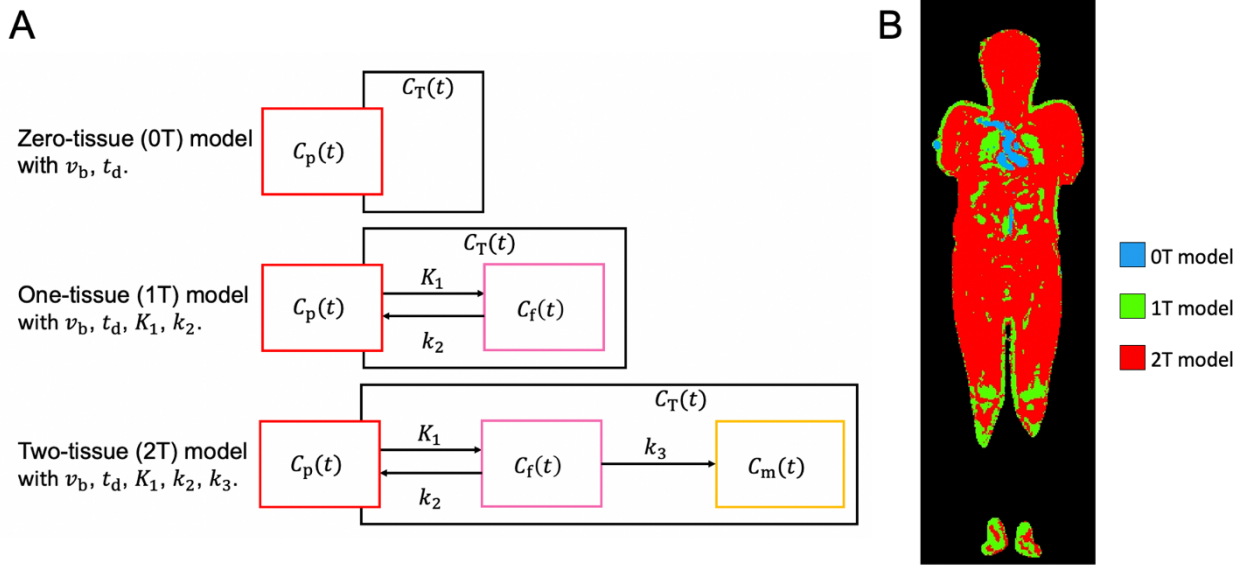 A
Zero-tissue (0T) model
with v_b, t_d.
C_p(t)
C_T(t)
One-tissue (1T) model
with v_b, t_d, K_1, k_2.
C_p(t)
K_1
k_2
C_f(t)
C_T(t)
Two-tissue (2T) model
with v_b, t_d, K_1, k_2, k_3.
C_p(t)
K_1
k_2
C_f(t)
k_3
C_m(t)
C_T(t)
B
0T model
1T model
2T model